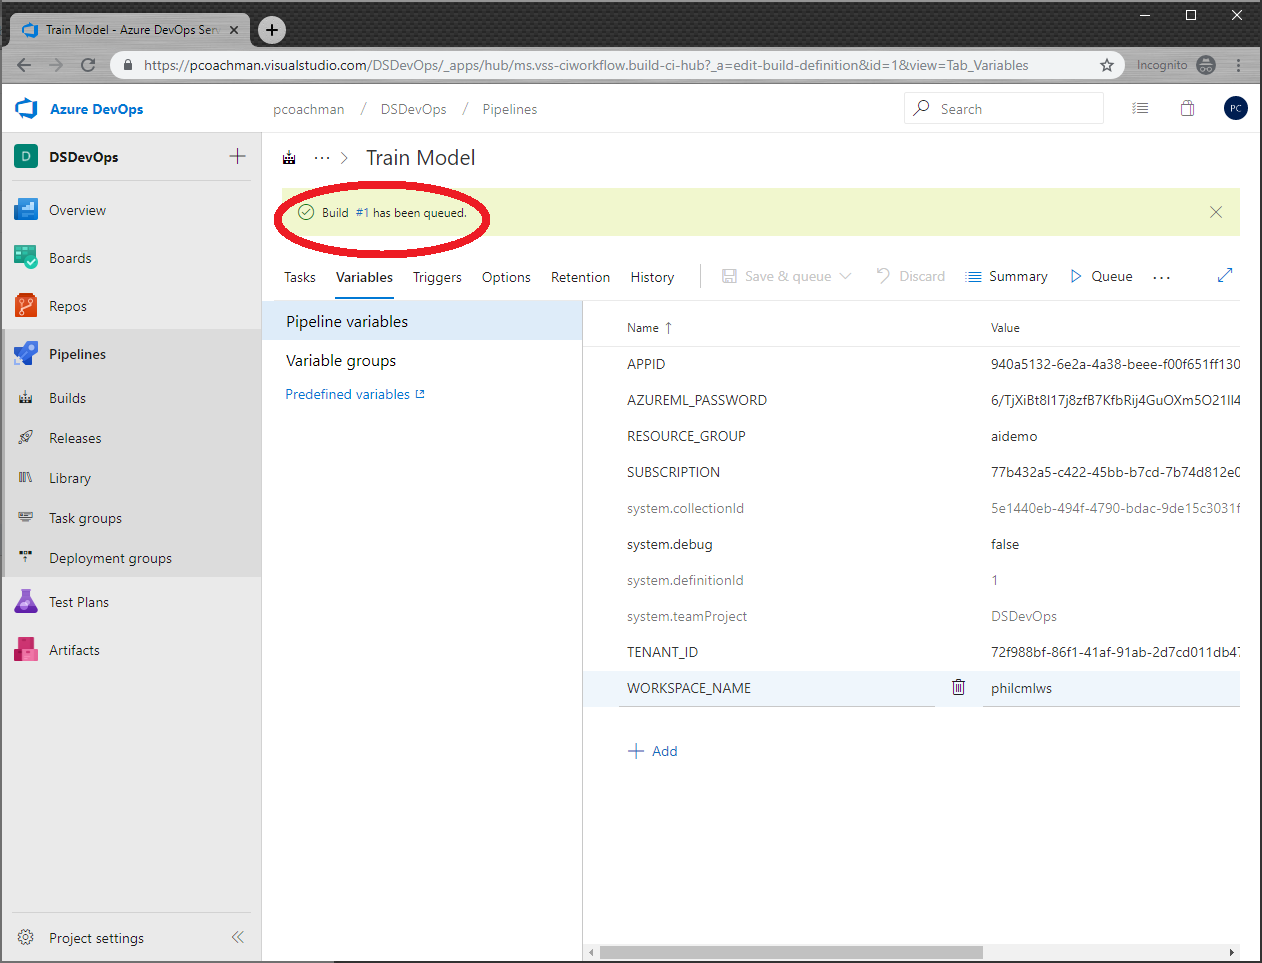 Train Model - Azure DevOps Serv
https://pcoachman.visualstudio.com/DSDevOps/_apps/hub/ms.vss-ciworkflow.build-ci-hub?_a=edit-build-definition&id=1&view=Tab_Variables
Incognito
Azure DevOps
pcoachman / DSDevOps / Pipelines
Search
PC
D DSDevOps
... > Train Model
Overview
Boards
Repos
Pipelines
Builds
Releases
Library
Task groups
Deployment groups
Test Plans
Artifacts
Project settings
Build #1 has been queued.
Tasks Variables Triggers Options Retention History Save & queue Discard Summary Queue ...
Pipeline variables
Variable groups
Predefined variables
Name ↑ Value
APPID 940a5132-6e2a-4a38-beee-f00f651ff130
AZUREML_PASSWORD
RESOURCE_GROUP aidemo
SUBSCRIPTION 77b432a5-c422-45bb-b7cd-7b74d812e0
system.collectionId 5e1440eb-494f-4790-bdac-9de15c3031f
system.debug false
system.definitionId 1
system.teamProject DSDevOps
TENANT_ID 72f988bf-86f1-41af-91ab-2d7cd011db47
WORKSPACE_NAME philcmlws
+ Add